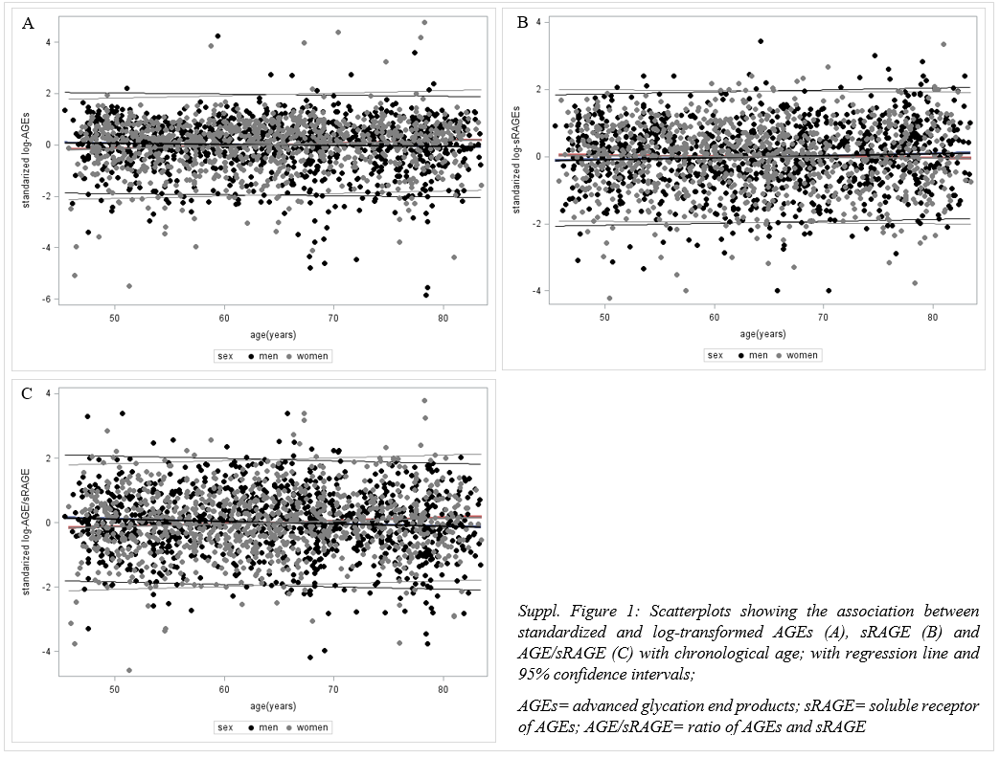 A
4
2
0
-2
-4
-6
standarized log-AGEs
50 60 70 80
age(years)
sex men women
B
4
2
0
-2
-4
standarized log-sRAGEs
50 60 70 80
age(years)
sex men women
C
4
2
0
-2
-4
standarized log-AGE/sRAGE
50 60 70 80
age(years)
sex men women
Suppl. Figure 1: Scatterplots showing the association between
standardized and log-transformed AGEs (A), sRAGE (B) and
AGE/sRAGE (C) with chronological age; with regression line and
95% confidence intervals;
AGEs= advanced glycation end products; sRAGE= soluble receptor
of AGEs; AGE/sRAGE= ratio of AGEs and sRAGE